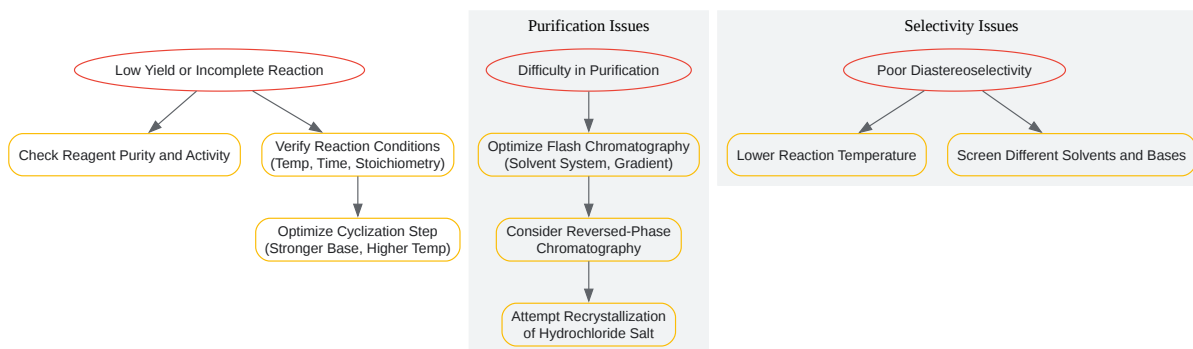 Low Yield or Incomplete Reaction
Check Reagent Purity and Activity
Verify Reaction Conditions
(Temp, Time, Stoichiometry)
Optimize Cyclization Step
(Stronger Base, Higher Temp)
Purification Issues
Difficulty in Purification
Optimize Flash Chromatography
(Solvent System, Gradient)
Consider Reversed-Phase
Chromatography
Attempt Recrystallization
of Hydrochloride Salt
Selectivity Issues
Poor Diastereoselectivity
Lower Reaction Temperature
Screen Different Solvents and Bases